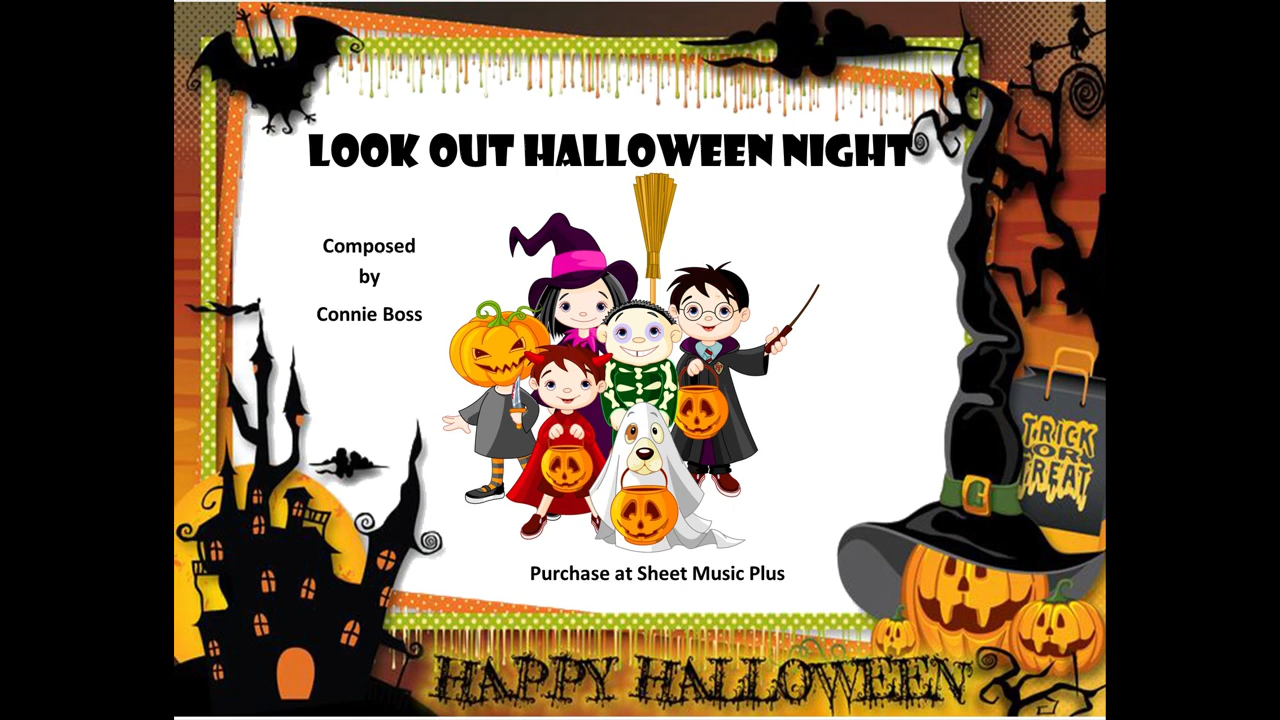 LOOK OUT HALLOWEEN NIGHT
Composed
by
Connie Boss
TRICK
OR
TREAT
Purchase at Sheet Music Plus
HAPPY HALLOWEEN